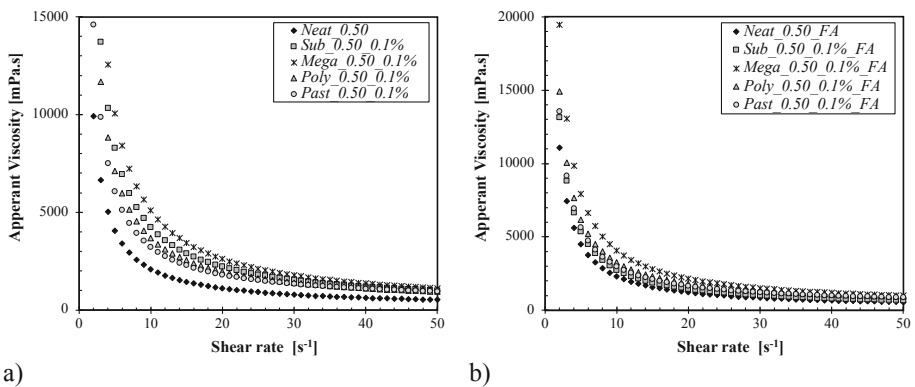 15000
10000
5000
0
0
10
20
30
40
50
Apperant Viscosity [mPa.s]
Shear rate [s⁻¹]
Neat_0.50
Sub_0.50_0.1%
Mega_0.50_0.1%
Poly_0.50_0.1%
Past_0.50_0.1%
a)
20000
15000
10000
5000
0
0
10
20
30
40
50
Apperant Viscosity [mPa.s]
Shear rate [s⁻¹]
Neat_0.50_FA
Sub_0.50_0.1%_FA
Mega_0.50_0.1%_FA
Poly_0.50_0.1%_FA
Past_0.50_0.1%_FA
b)